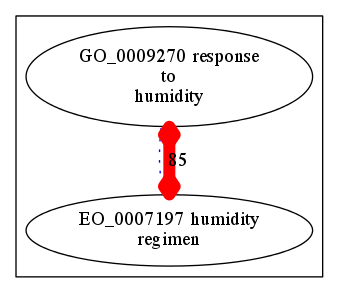 GO_0009270 response
to
humidity
85
EO_0007197 humidity
regimen